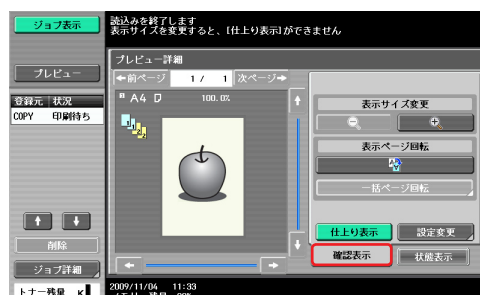 ジョブ表示
読込みを終了します
表示サイズを変更すると、[仕上り表示]ができません
プレビュー
登録元 状況
COPY 印刷待ち
削除
ジョブ詳細
トナー残量 K
プレビュー詳細
←前ページ 1/ 1 次ページ→
A4 100.0%
1 1 2 2
表示サイズ変更
表示ページ回転
一括ページ回転
仕上り表示 設定変更
確認表示 状態表示
2009/11/04 11:33